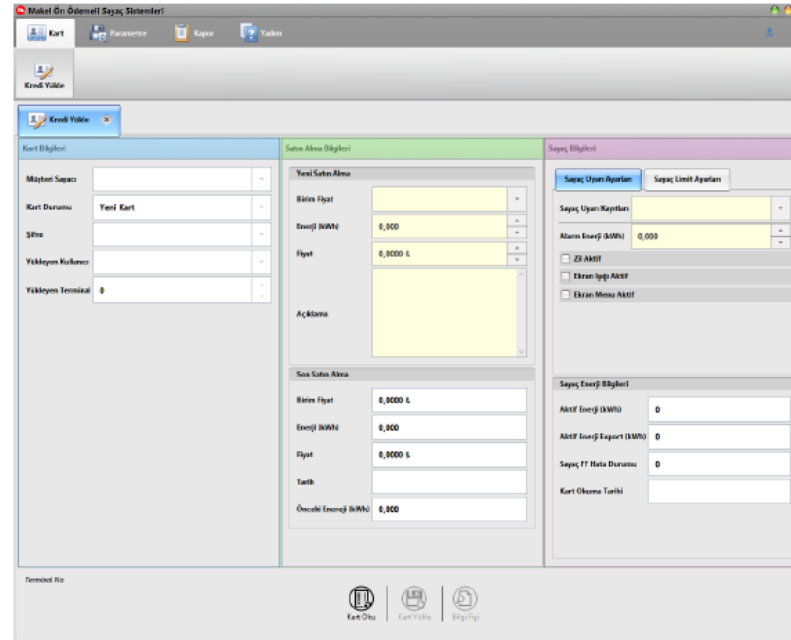 Makel Ön Ödemeli Sayaç Sistemleri
Kart
Parametre
Rapor
Yadım
Kredi Yükle
Kredi Yükle
Kart Bilgileri
Müşteri Sayacı
Kart Durumu Yeni Kart
Şifre
Yükleyen Kullanıcı
Yükleyen Terminal 0
Satın Alma Bilgileri
Yeni Satın Alma
Birim Fiyat
Enerji (kWh) 0,000
Fiyat 0,0000 ₺
Açıklama
Son Satın Alma
Birim Fiyat 0,0000 ₺
Enerji (kWh) 0,000
Fiyat 0,0000 ₺
Tarih
Önceki Enereji (kWh) 0,000
Sayaç Bilgileri
Sayaç Uyarı Ayarları
Sayaç Limit Ayarları
Sayaç Uyarı Kayıtları
Alarm Enerji (kWh) 0,000
Zil Aktif
Ekran Işığı Aktif
Ekran Menu Aktif
Sayaç Enerji Bilgileri
Aktif Enerji (kWh) 0
Aktif Enerji Export (kWh) 0
Sayaç FF Hata Durumu 0
Kart Okuma Tarihi
Terminal No
Kart Oku
Kart Yükle
Bilgi Fişi